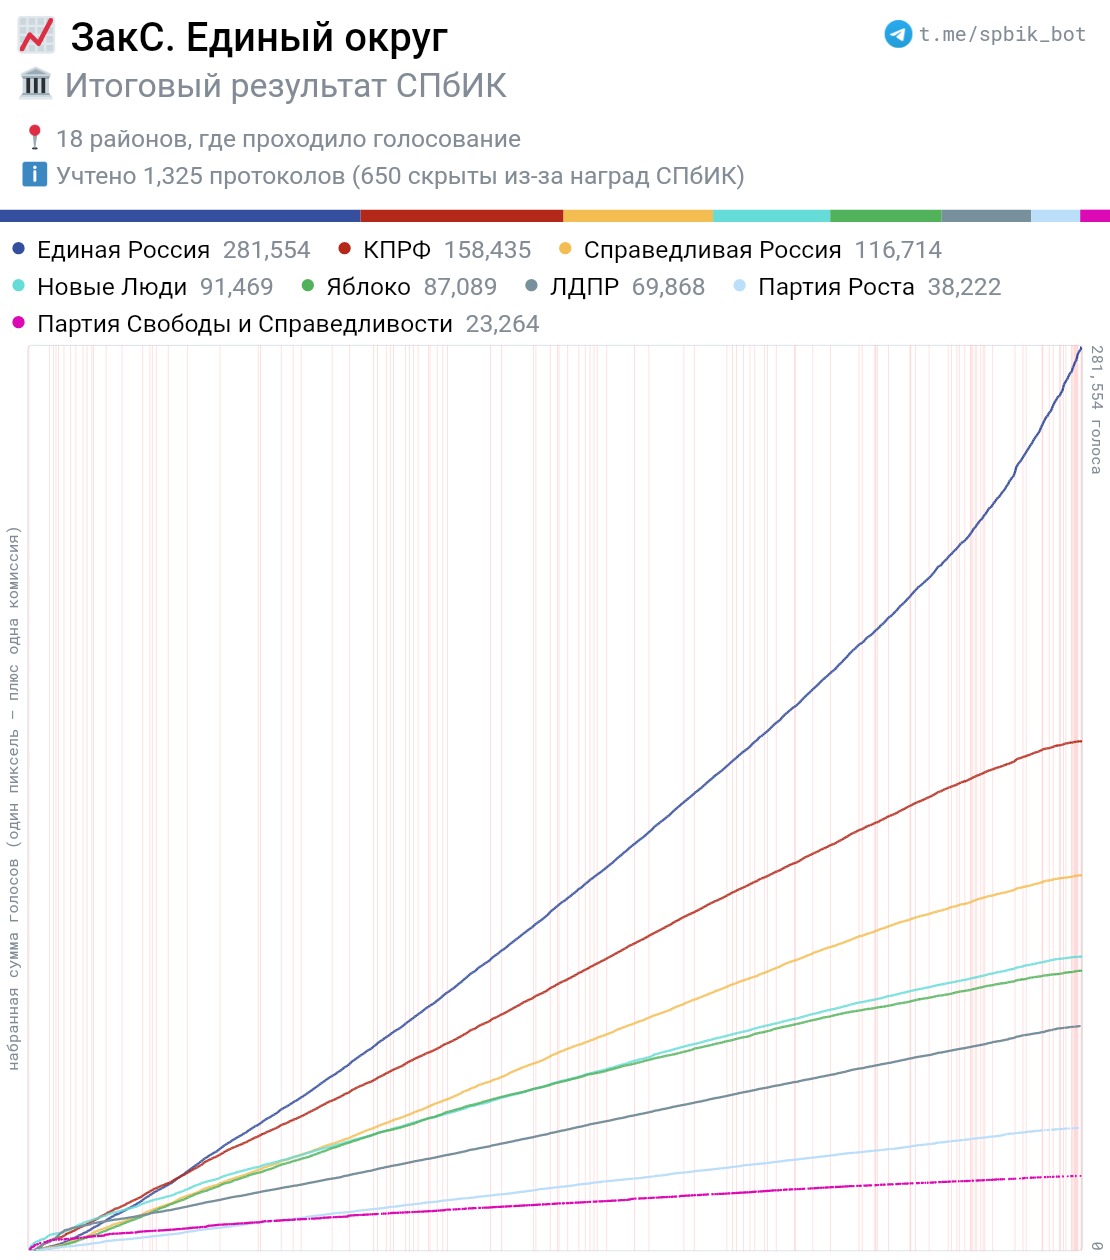 ЗакС. Единый округ
t.me/spbik_bot
Итоговый результат СПбИК
18 районов, где проходило голосование
Учтено 1,325 протоколов (650 скрыты из-за наград СПбИК)
Единая Россия 281,554 КПРФ 158,435 Справедливая Россия 116,714
Новые Люди 91,469 Яблоко 87,089 ЛДПР 69,868 Партия Роста 38,222
Партия Свободы и Справедливости 23,264
281,554 голоса
набранная сумма голосов (один пиксель — плюс одна комиссия)
0